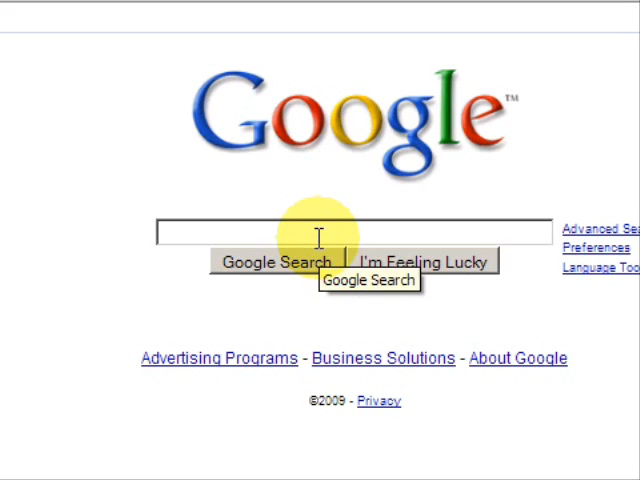 Google™
Advanced Sea
Preferences
Language Too
Google Search I'm Feeling Lucky
Google Search
Advertising Programs - Business Solutions - About Google
©2009 - Privacy